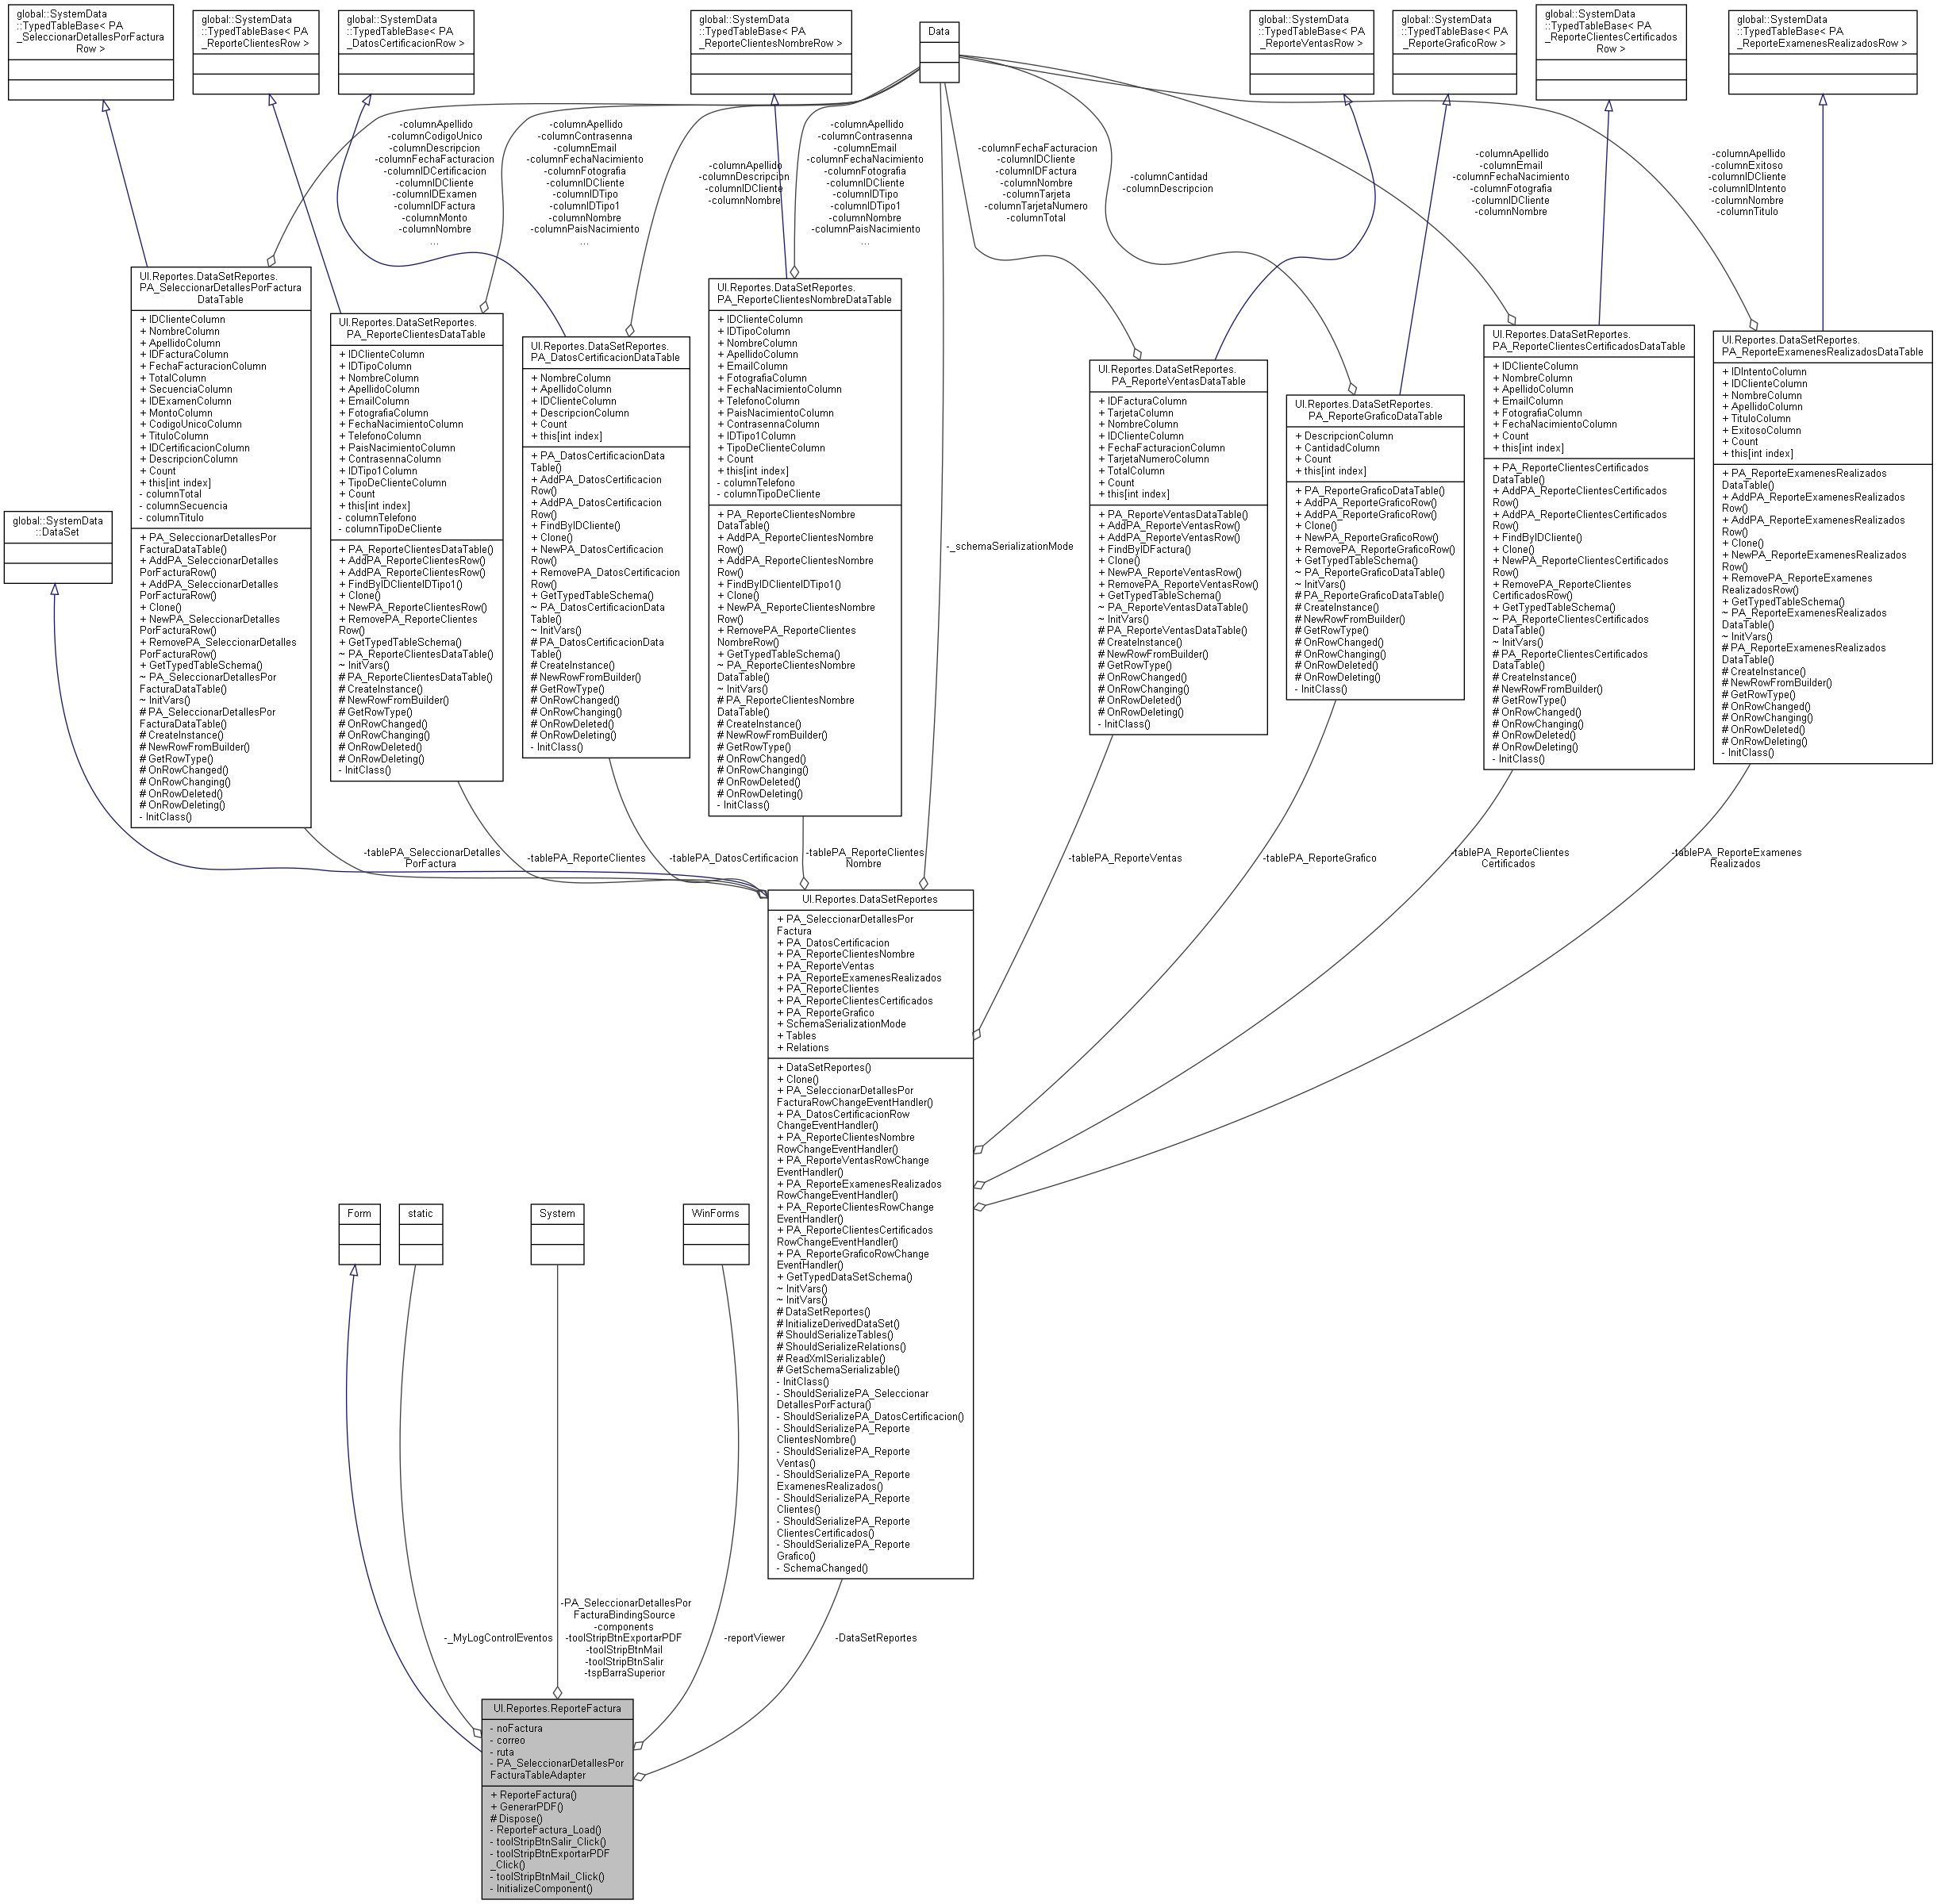 global::SystemData
::TypedTableBase< PA
_SeleccionarDetallesPorFactura
Row >
global::SystemData
::TypedTableBase< PA
_ReporteClientesRow >
global::SystemData
::TypedTableBase< PA
_DatosCertificacionRow >
global::SystemData
::TypedTableBase< PA
_ReporteClientesNombreRow >
Data
global::SystemData
::TypedTableBase< PA
_ReporteVentasRow >
global::SystemData
::TypedTableBase< PA
_ReporteGraficoRow >
global::SystemData
::TypedTableBase< PA
_ReporteClientesCertificados
Row >
global::SystemData
::TypedTableBase< PA
_ReporteExamenesRealizadosRow >
-columnApellido
-columnCodigoUnico
-columnDescripcion
-columnFechaFacturacion
-columnIDCertificacion
-columnIDCliente
-columnIDExamen
-columnIDFactura
-columnMonto
-columnNombre
...
-columnApellido
-columnContrasenna
-columnEmail
-columnFechaNacimiento
-columnFotografia
-columnIDCliente
-columnIDTipo
-columnIDTipo1
-columnNombre
-columnPaisNacimiento
...
-columnApellido
-columnDescripcion
-columnIDCliente
-columnNombre
-columnApellido
-columnContrasenna
-columnEmail
-columnFechaNacimiento
-columnFotografia
-columnIDCliente
-columnIDTipo
-columnIDTipo1
-columnNombre
-columnPaisNacimiento
...
-columnFechaFacturacion
-columnIDCliente
-columnIDFactura
-columnNombre
-columnTarjeta
-columnTarjetaNumero
-columnTotal
-columnCantidad
-columnDescripcion
-columnApellido
-columnEmail
-columnFechaNacimiento
-columnFotografia
-columnIDCliente
-columnNombre
-columnApellido
-columnExitoso
-columnIDCliente
-columnIDIntento
-columnNombre
-columnTitulo
UI.Reportes.DataSetReportes.
PA_SeleccionarDetallesPorFactura
DataTable
+ IDClienteColumn
+ NombreColumn
+ ApellidoColumn
+ IDFacturaColumn
+ FechaFacturacionColumn
+ TotalColumn
+ SecuenciaColumn
+ IDExamenColumn
+ MontoColumn
+ CodigoUnicoColumn
+ TituloColumn
+ IDCertificacionColumn
+ DescripcionColumn
+ Count
+ this[int index]
- columnTotal
- columnSecuencia
- columnTitulo
+ PA_SeleccionarDetallesPor
FacturaDataTable()
+ AddPA_SeleccionarDetalles
PorFacturaRow()
+ AddPA_SeleccionarDetalles
PorFacturaRow()
+ Clone()
+ NewPA_SeleccionarDetalles
PorFacturaRow()
+ RemovePA_SeleccionarDetalles
PorFacturaRow()
+ GetTypedTableSchema()
~ PA_SeleccionarDetallesPor
FacturaDataTable()
~ InitVars()
# PA_SeleccionarDetallesPor
FacturaDataTable()
# CreateInstance()
# NewRowFromBuilder()
# GetRowType()
# OnRowChanged()
# OnRowChanging()
# OnRowDeleted()
# OnRowDeleting()
- InitClass()
UI.Reportes.DataSetReportes.
PA_ReporteClientesDataTable
+ IDClienteColumn
+ IDTipoColumn
+ NombreColumn
+ ApellidoColumn
+ EmailColumn
+ FotografiaColumn
+ FechaNacimientoColumn
+ TelefonoColumn
+ PaisNacimientoColumn
+ ContrasennaColumn
+ IDTipo1Column
+ TipoDeClienteColumn
+ Count
+ this[int index]
- columnTelefono
- columnTipoDeCliente
+ PA_ReporteClientesDataTable()
+ AddPA_ReporteClientesRow()
+ AddPA_ReporteClientesRow()
+ FindByIDClienteIDTipo1()
+ Clone()
+ NewPA_ReporteClientesRow()
+ RemovePA_ReporteClientes
Row()
+ GetTypedTableSchema()
~ PA_ReporteClientesDataTable()
~ InitVars()
# PA_ReporteClientesDataTable()
# CreateInstance()
# NewRowFromBuilder()
# GetRowType()
# OnRowChanged()
# OnRowChanging()
# OnRowDeleted()
# OnRowDeleting()
- InitClass()
UI.Reportes.DataSetReportes.
PA_DatosCertificacionDataTable
+ NombreColumn
+ ApellidoColumn
+ IDClienteColumn
+ DescripcionColumn
+ Count
+ this[int index]
+ PA_DatosCertificacionData
Table()
+ AddPA_DatosCertificacion
Row()
+ AddPA_DatosCertificacion
Row()
+ FindByIDCliente()
+ Clone()
+ NewPA_DatosCertificacion
Row()
+ RemovePA_DatosCertificacion
Row()
+ GetTypedTableSchema()
~ PA_DatosCertificacionData
Table()
~ InitVars()
# PA_DatosCertificacionData
Table()
# CreateInstance()
# NewRowFromBuilder()
# GetRowType()
# OnRowChanged()
# OnRowChanging()
# OnRowDeleted()
# OnRowDeleting()
- InitClass()
UI.Reportes.DataSetReportes.
PA_ReporteClientesNombreDataTable
+ IDClienteColumn
+ IDTipoColumn
+ NombreColumn
+ ApellidoColumn
+ EmailColumn
+ FotografiaColumn
+ FechaNacimientoColumn
+ TelefonoColumn
+ PaisNacimientoColumn
+ ContrasennaColumn
+ IDTipo1Column
+ TipoDeClienteColumn
+ Count
+ this[int index]
- columnTelefono
- columnTipoDeCliente
+ PA_ReporteClientesNombre
DataTable()
+ AddPA_ReporteClientesNombre
Row()
+ AddPA_ReporteClientesNombre
Row()
+ FindByIDClienteIDTipo1()
+ Clone()
+ NewPA_ReporteClientesNombre
Row()
+ RemovePA_ReporteClientes
NombreRow()
+ GetTypedTableSchema()
~ PA_ReporteClientesNombre
DataTable()
~ InitVars()
# PA_ReporteClientesNombre
DataTable()
# CreateInstance()
# NewRowFromBuilder()
# GetRowType()
# OnRowChanged()
# OnRowChanging()
# OnRowDeleted()
# OnRowDeleting()
- InitClass()
-_schemaSerializationMode
UI.Reportes.DataSetReportes.
PA_ReporteVentasDataTable
+ IDFacturaColumn
+ TarjetaColumn
+ NombreColumn
+ IDClienteColumn
+ FechaFacturacionColumn
+ TarjetaNumeroColumn
+ TotalColumn
+ Count
+ this[int index]
+ PA_ReporteVentasDataTable()
+ AddPA_ReporteVentasRow()
+ AddPA_ReporteVentasRow()
+ FindByIDFactura()
+ Clone()
+ NewPA_ReporteVentasRow()
+ RemovePA_ReporteVentasRow()
+ GetTypedTableSchema()
~ PA_ReporteVentasDataTable()
~ InitVars()
# PA_ReporteVentasDataTable()
# CreateInstance()
# NewRowFromBuilder()
# GetRowType()
# OnRowChanged()
# OnRowChanging()
# OnRowDeleted()
# OnRowDeleting()
- InitClass()
UI.Reportes.DataSetReportes.
PA_ReporteGraficoDataTable
+ DescripcionColumn
+ CantidadColumn
+ Count
+ this[int index]
+ PA_ReporteGraficoDataTable()
+ AddPA_ReporteGraficoRow()
+ AddPA_ReporteGraficoRow()
+ Clone()
+ NewPA_ReporteGraficoRow()
+ RemovePA_ReporteGraficoRow()
+ GetTypedTableSchema()
~ PA_ReporteGraficoDataTable()
~ InitVars()
# PA_ReporteGraficoDataTable()
# CreateInstance()
# NewRowFromBuilder()
# GetRowType()
# OnRowChanged()
# OnRowChanging()
# OnRowDeleted()
# OnRowDeleting()
- InitClass()
UI.Reportes.DataSetReportes.
PA_ReporteClientesCertificadosDataTable
+ IDClienteColumn
+ NombreColumn
+ ApellidoColumn
+ EmailColumn
+ FotografiaColumn
+ FechaNacimientoColumn
+ Count
+ this[int index]
+ PA_ReporteClientesCertificados
DataTable()
+ AddPA_ReporteClientesCertificados
Row()
+ AddPA_ReporteClientesCertificados
Row()
+ FindByIDCliente()
+ Clone()
+ NewPA_ReporteClientesCertificados
Row()
+ RemovePA_ReporteClientes
CertificadosRow()
+ GetTypedTableSchema()
~ PA_ReporteClientesCertificados
DataTable()
~ InitVars()
# PA_ReporteClientesCertificados
DataTable()
# CreateInstance()
# NewRowFromBuilder()
# GetRowType()
# OnRowChanged()
# OnRowChanging()
# OnRowDeleted()
# OnRowDeleting()
- InitClass()
UI.Reportes.DataSetReportes.
PA_ReporteExamenesRealizadosDataTable
+ IDIntentoColumn
+ IDClienteColumn
+ NombreColumn
+ ApellidoColumn
+ TituloColumn
+ ExitosoColumn
+ Count
+ this[int index]
+ PA_ReporteExamenesRealizados
DataTable()
+ AddPA_ReporteExamenesRealizados
Row()
+ AddPA_ReporteExamenesRealizados
Row()
+ Clone()
+ NewPA_ReporteExamenesRealizados
Row()
+ RemovePA_ReporteExamenes
RealizadosRow()
+ GetTypedTableSchema()
~ PA_ReporteExamenesRealizados
DataTable()
~ InitVars()
# PA_ReporteExamenesRealizados
DataTable()
# CreateInstance()
# NewRowFromBuilder()
# GetRowType()
# OnRowChanged()
# OnRowChanging()
# OnRowDeleted()
# OnRowDeleting()
- InitClass()
global::SystemData
::DataSet
-tablePA_SeleccionarDetalles
PorFactura
-tablePA_ReporteClientes
-tablePA_DatosCertificacion
-tablePA_ReporteClientes
Nombre
-tablePA_ReporteVentas
-tablePA_ReporteGrafico
-tablePA_ReporteClientes
Certificados
-tablePA_ReporteExamenes
Realizados
UI.Reportes.DataSetReportes
+ PA_SeleccionarDetallesPor
Factura
+ PA_DatosCertificacion
+ PA_ReporteClientesNombre
+ PA_ReporteVentas
+ PA_ReporteExamenesRealizados
+ PA_ReporteClientes
+ PA_ReporteClientesCertificados
+ PA_ReporteGrafico
+ SchemaSerializationMode
+ Tables
+ Relations
+ DataSetReportes()
+ Clone()
+ PA_SeleccionarDetallesPor
FacturaRowChangeEventHandler()
+ PA_DatosCertificacionRow
ChangeEventHandler()
+ PA_ReporteClientesNombre
RowChangeEventHandler()
+ PA_ReporteVentasRowChange
EventHandler()
+ PA_ReporteExamenesRealizados
RowChangeEventHandler()
+ PA_ReporteClientesRowChange
EventHandler()
+ PA_ReporteClientesCertificados
RowChangeEventHandler()
+ PA_ReporteGraficoRowChange
EventHandler()
+ GetTypedDataSetSchema()
~ InitVars()
~ InitVars()
# DataSetReportes()
# InitializeDerivedDataSet()
# ShouldSerializeTables()
# ShouldSerializeRelations()
# ReadXmlSerializable()
# GetSchemaSerializable()
- InitClass()
- ShouldSerializePA_Seleccionar
DetallesPorFactura()
- ShouldSerializePA_DatosCertificacion()
- ShouldSerializePA_Reporte
ClientesNombre()
- ShouldSerializePA_Reporte
Ventas()
- ShouldSerializePA_Reporte
ExamenesRealizados()
- ShouldSerializePA_Reporte
Clientes()
- ShouldSerializePA_Reporte
ClientesCertificados()
- ShouldSerializePA_Reporte
Grafico()
- SchemaChanged()
Form
static
System
WinForms
-_MyLogControlEventos
-PA_SeleccionarDetallesPor
FacturaBindingSource
-components
-toolStripBtnExportarPDF
-toolStripBtnMail
-toolStripBtnSalir
-tspBarraSuperior
-reportViewer
-DataSetReportes
UI.Reportes.ReporteFactura
- noFactura
- correo
- ruta
- PA_SeleccionarDetallesPor
FacturaTableAdapter
+ ReporteFactura()
+ GenerarPDF()
# Dispose()
- ReporteFactura_Load()
- toolStripBtnSalir_Click()
- toolStripBtnExportarPDF
_Click()
- toolStripBtnMail_Click()
- InitializeComponent()